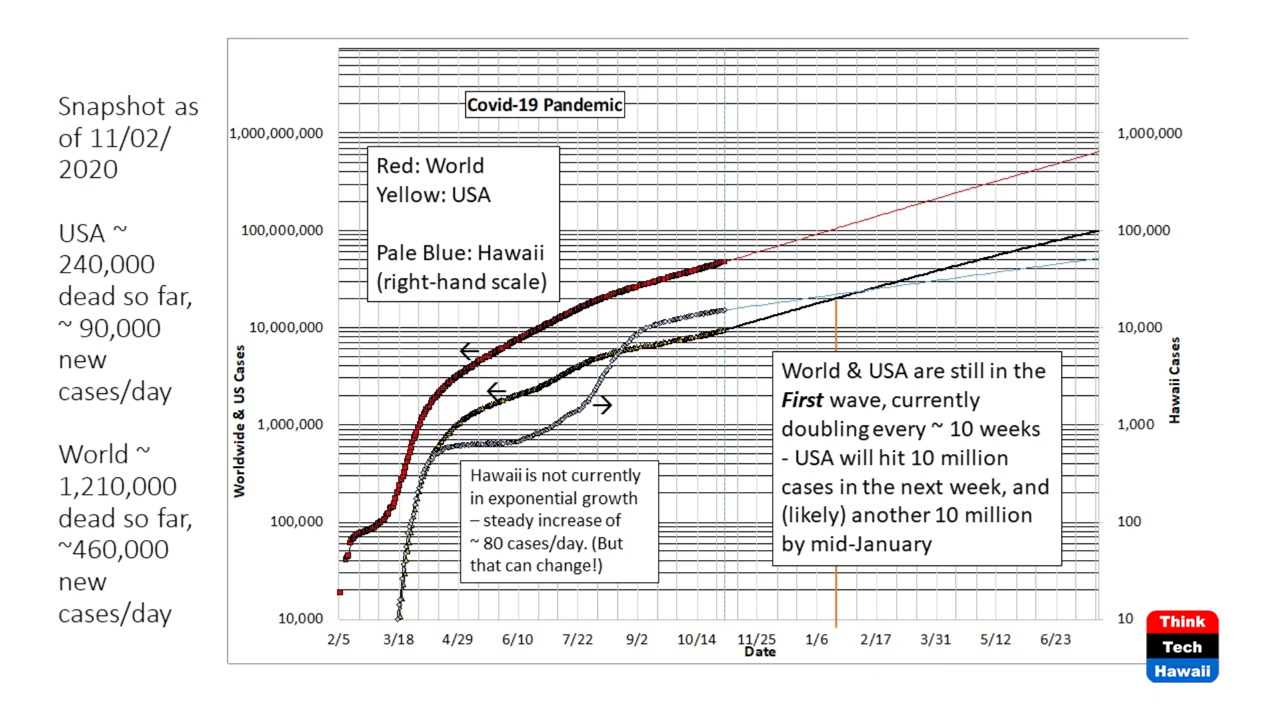 Snapshot as
of 11/02/
2020
USA ~
240,000
dead so far,
~ 90,000
new
cases/day
World ~
1,210,000
dead so far,
~460,000
new
cases/day
Covid-19 Pandemic
Red: World
Yellow: USA
Pale Blue: Hawaii
(right-hand scale)
1,000,000,000
100,000,000
10,000,000
1,000,000
100,000
10,000
Worldwide & US Cases
1,000,000
100,000
10,000
1,000
100
10
Hawaii Cases
Hawaii is not currently
in exponential growth
– steady increase of
~ 80 cases/day. (But
that can change!)
World & USA are still in the
First wave, currently
doubling every ~ 10 weeks
- USA will hit 10 million
cases in the next week, and
(likely) another 10 million
by mid-January
2/5 3/18 4/29 6/10 7/22 9/2 10/14 11/25 1/6 2/17 3/31 5/12 6/23
Date
Think
Tech
Hawaii